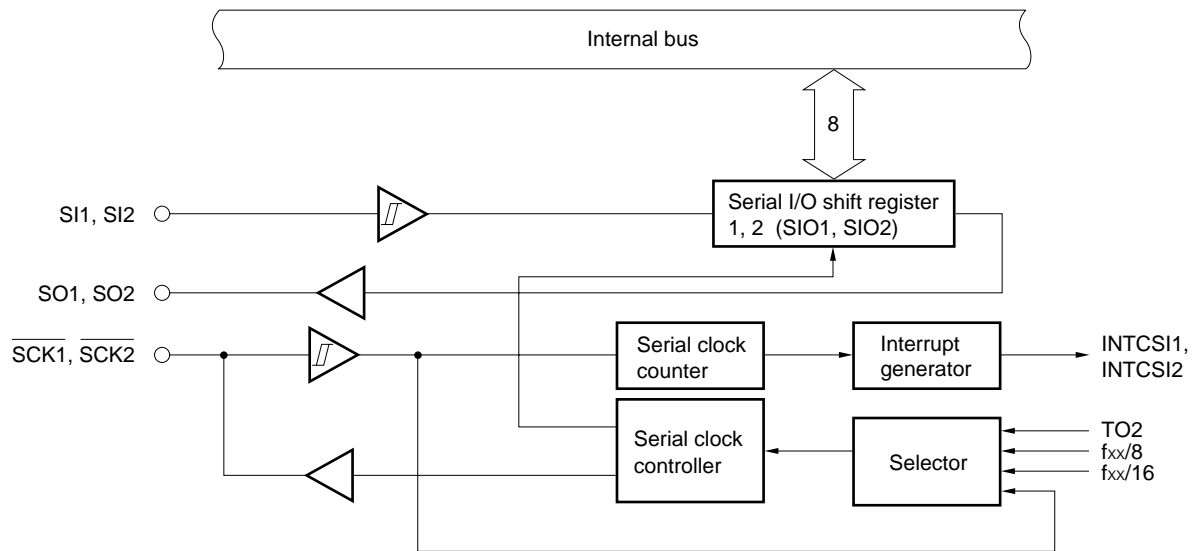 Internal bus
8
SI1, SI2
Serial I/O shift register
1, 2 (SIO1, SIO2)
SO1, SO2
SCK1, SCK2
Serial clock
counter
Interrupt
generator
INTCSI1,
INTCSI2
Serial clock
controller
Selector
TO2
fxx/8
fxx/16